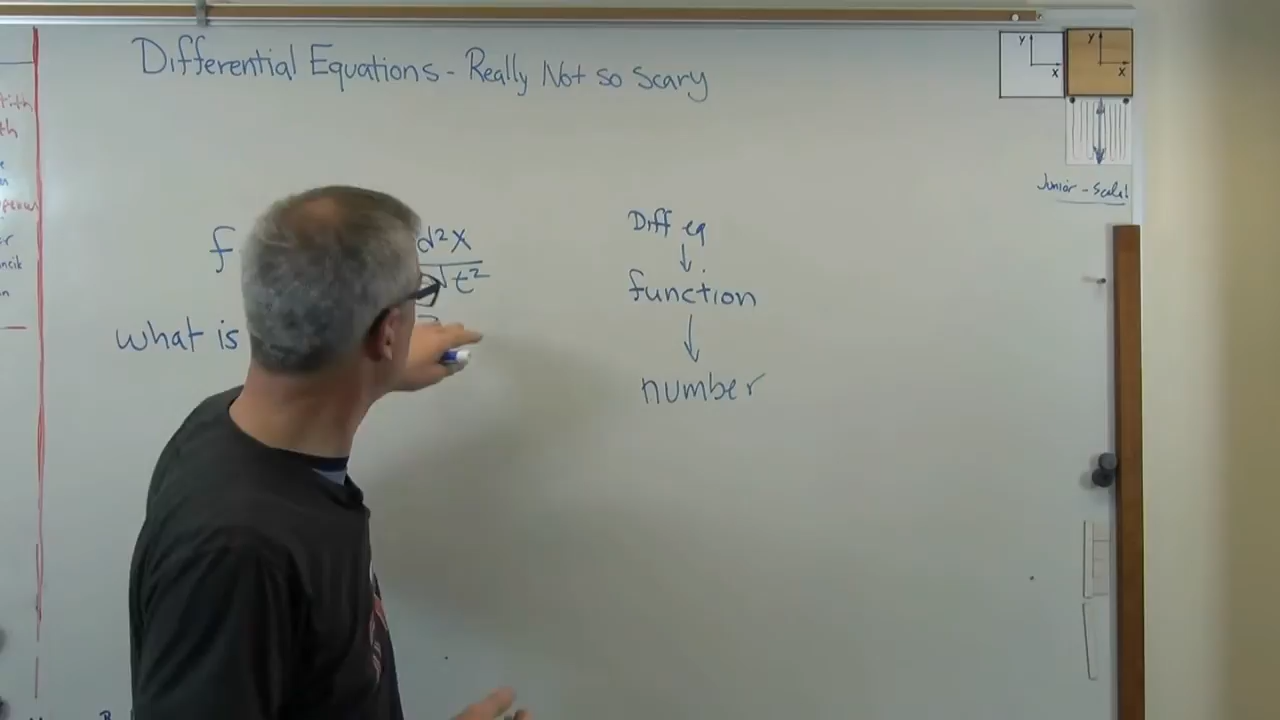 Differential Equations - Really Not so Scary
Y
X
Y
X
Junior-Scale!
f
d²x
dt²
what is
Diff eq
function
number